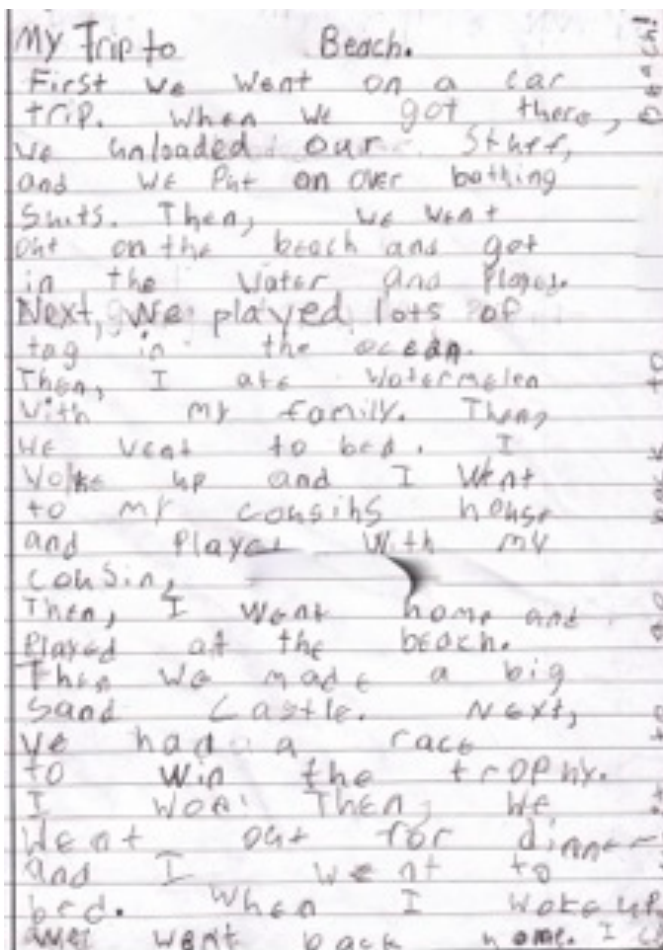 My Trip to Beach.
First we went on a car
trip. When we got there,
we unloaded our stuff,
and we put on over bathing
suits. Then, we went
out on the beach and got
in the water and played.
Next, we played lots of
tag in the ocean.
Then, I ate watermelen
with my family. Then,
we went to bed. I
woke up and I went
to my cousins house
and played with my
cousin,
Then, I went home and
Played at the beach.
Then we made a big
sand castle. Next,
we had a race
to win the trophy.
I won! Then, we
went out for dinner
and I went to
bed. When I woke up
went back home. I
to back to
beach!